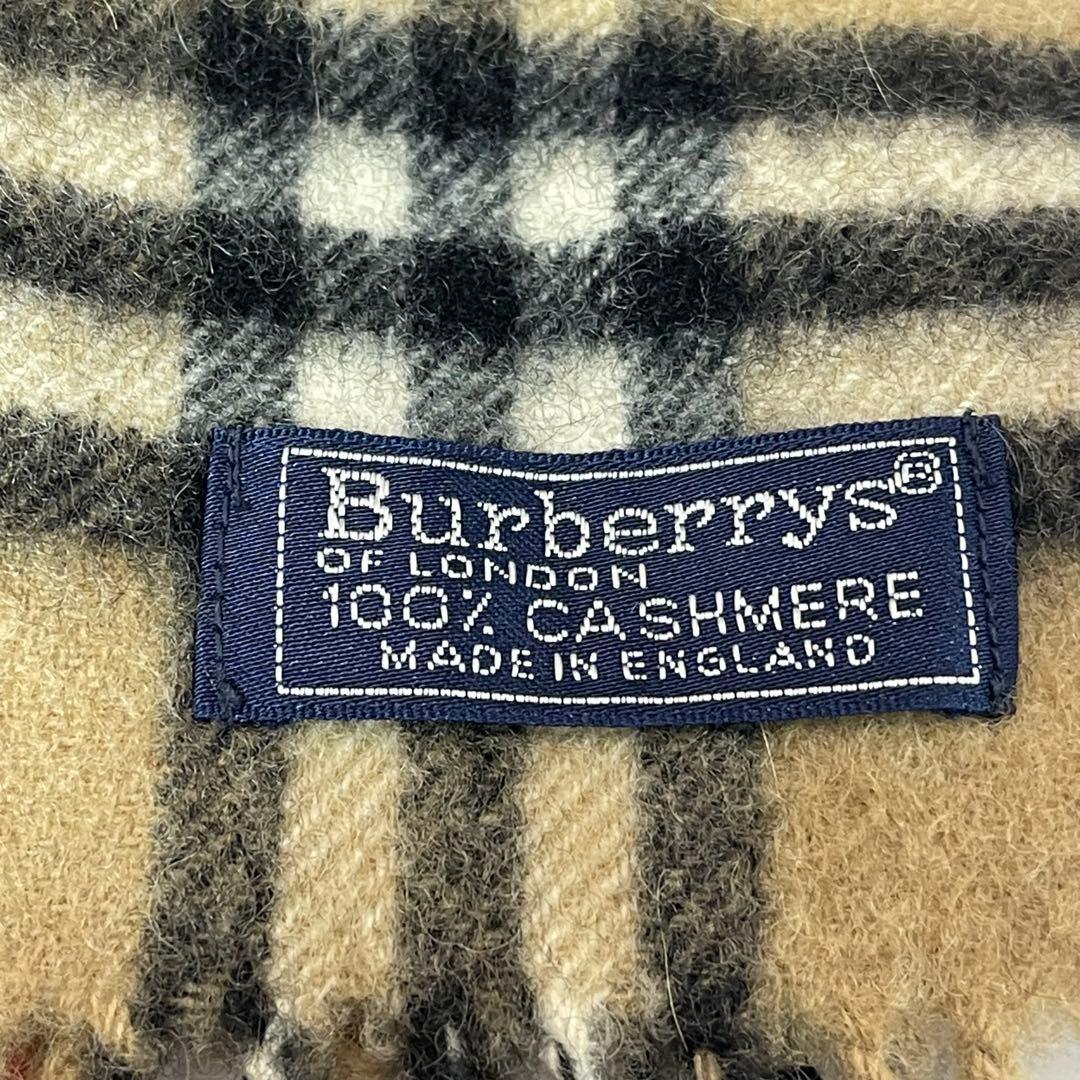 Burberrys®
OF LONDON
100% CASHMERE
MADE IN ENGLAND